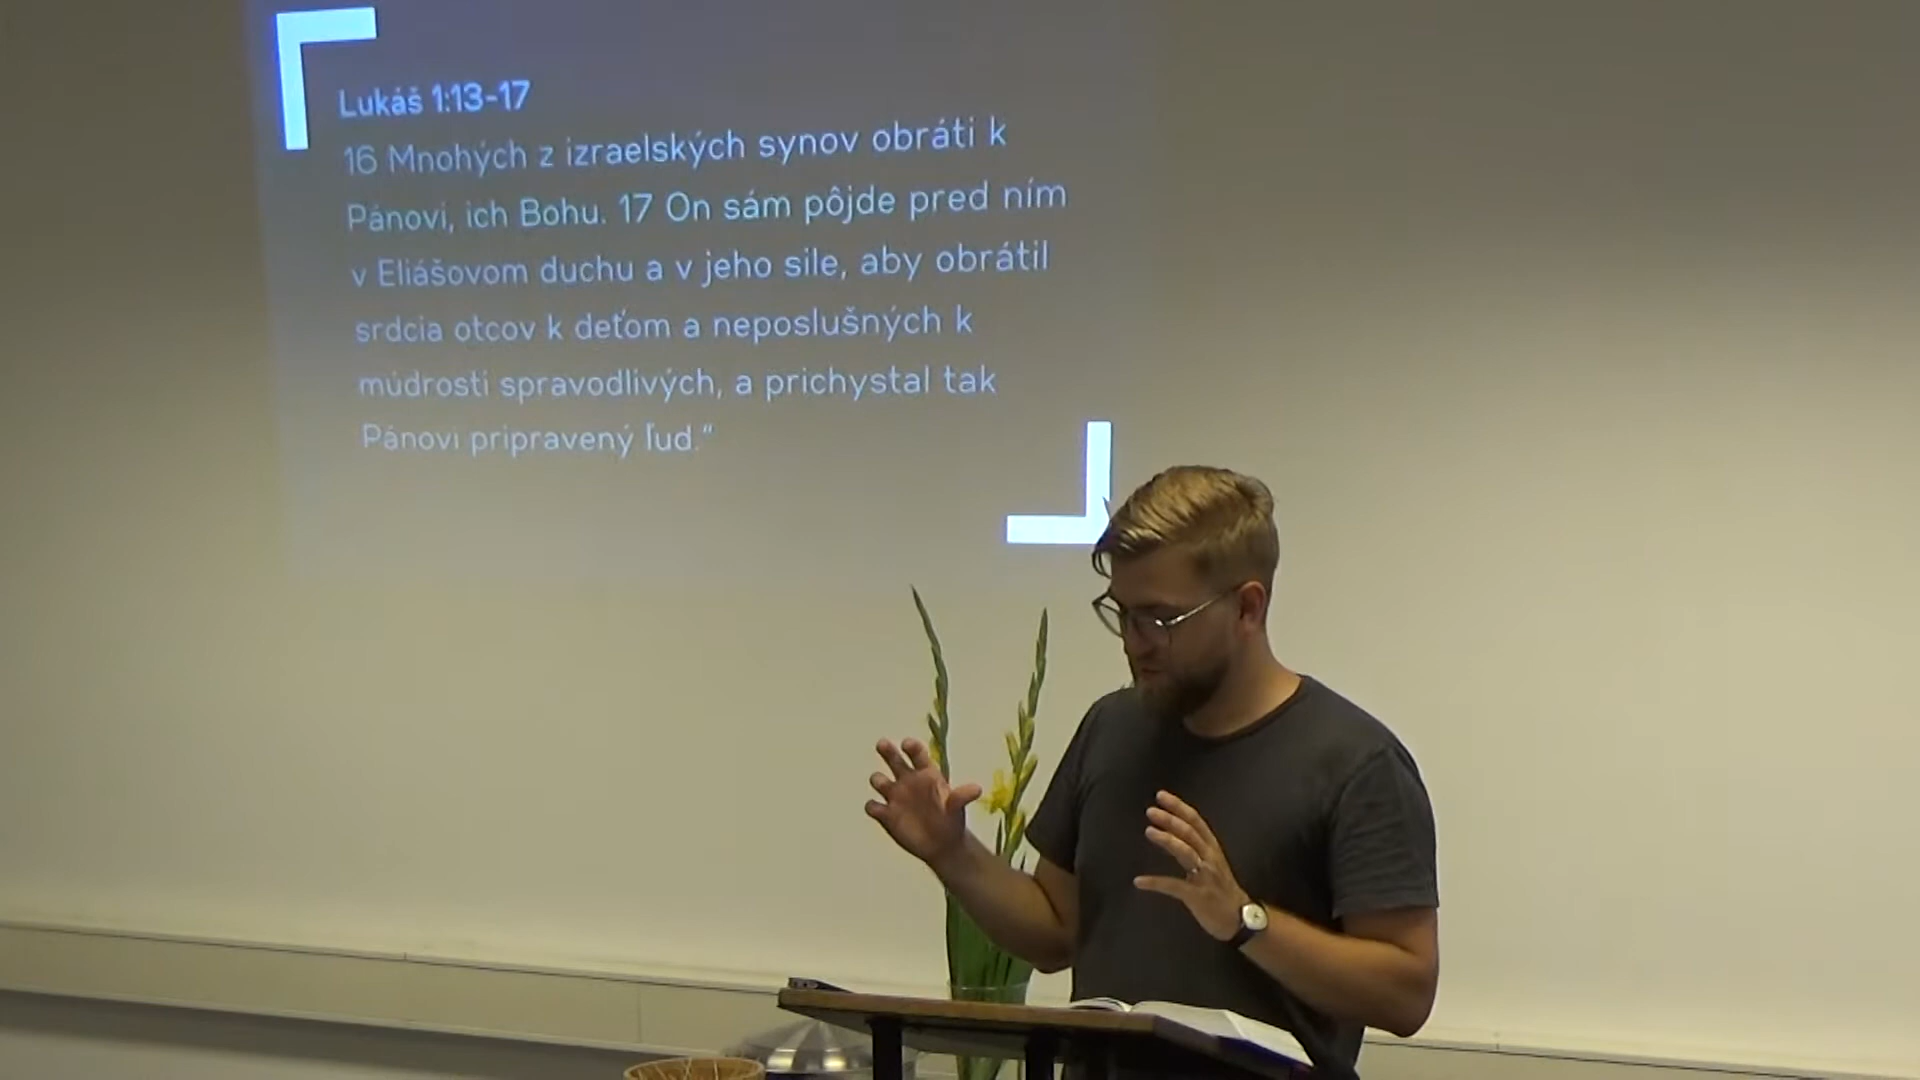 Lukáš 1:13-17
16 Mnohých z izraelských synov obráti k
Pánovi, ich Bohu. 17 On sám pôjde pred ním
v Eliášovom duchu a v jeho sile, aby obrátil
srdcia otcov k deťom a neposlušných k
múdrosti spravodlivých, a prichystal tak
Pánovi pripravený ľud.“